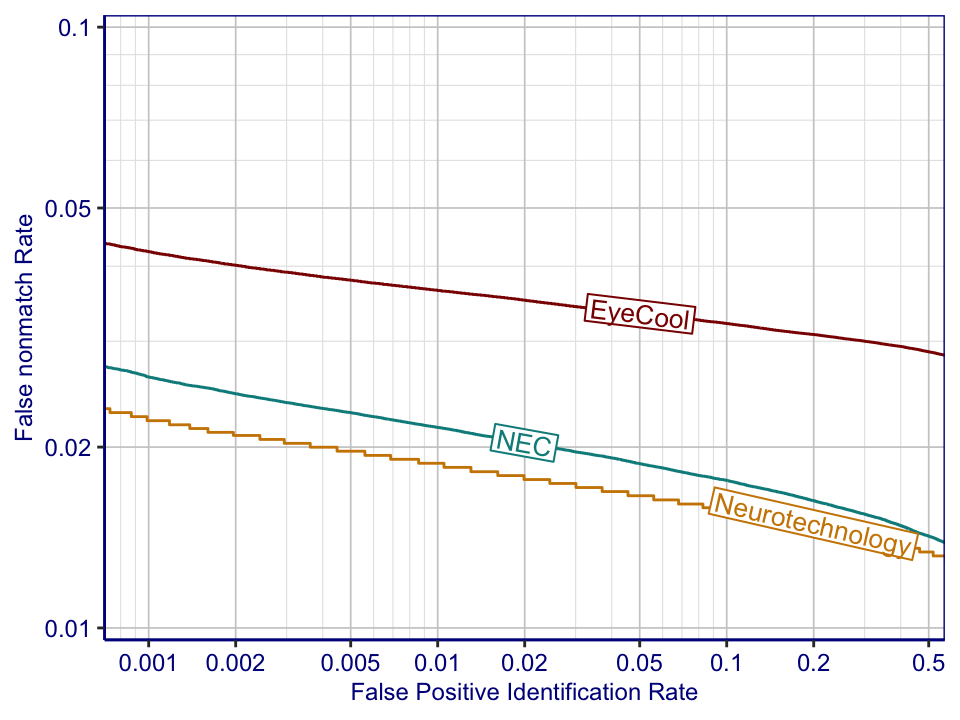 0.1
0.05
0.02
0.01
False nonmatch Rate
EyeCool
NEC
Neurotechnology
0.001 0.002 0.005 0.01 0.02 0.05 0.1 0.2 0.5
False Positive Identification Rate